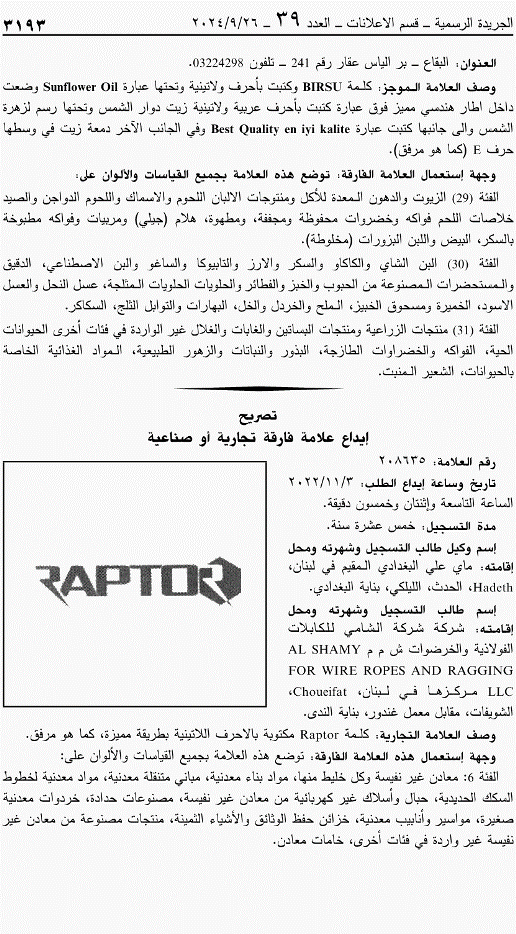 الجريدة الرسمية ــ قسم الاعلانات ــ العدد ٣٩ ــ ٢٠٢٤/٩/٢٦
٣١٩٣
العنوان: البقاع ــ بر الياس عقار رقم 241 ــ تلفون 03224298.
وصف العلامة الموجز: كلمة BIRSU وكتبت بأحرف ولاتينية وتحتها عبارة Sunflower Oil وضعت
داخل اطار هندسي مميز فوق عبارة كتبت بأحرف عربية ولاتينية زيت دوار الشمس وتحتها رسم لزهرة
الشمس والى جانبها كتبت عبارة Best Quality en iyi kalite وفي الجانب الآخر دمعة زيت في وسطها
حرف E (كما هو مرفق).
وجهة إستعمال العلامة الفارقة: توضع هذه العلامة بجميع القياسات والألوان على:
الفئة (29) الزيوت والدهون المعدة للأكل ومنتوجات الالبان اللحوم والاسماك واللحوم الدواجن والصيد
خلاصات اللحم فواكه وخضروات محفوظة ومجففة، ومطهوة، هلام (جيلي) ومربيات وفواكه مطبوخة
بالسكر، البيض واللبن البزورات (مخلوطة).
الفئة (30) البن الشاي والكاكاو والسكر والارز والتابيوكا والساغو والبن الاصطناعي، الدقيق
والمستحضرات المصنوعة من الحبوب والخبز والفطائر والحلويات الحلويات المثلجة، عسل النحل والعسل
الاسود، الخميرة ومسحوق الخبيز، الملح والخردل والخل، البهارات والتوابل الثلج، السكاكر.
الفئة (31) منتجات الزراعية ومنتجات البساتين والغابات والغلال غير الواردة في فئات أخرى الحيوانات
الحية، الفواكه والخضراوات الطازجة، البذور والنباتات والزهور الطبيعية، المواد الغذائية الخاصة
بالحيوانات، الشعير المنبت.
تصريح
إيداع علامة فارقة تجارية أو صناعية
رقم العلامة: ٢٠٨٦٣٥
تاريخ وساعة إيداع الطلب: ٢٠٢٢/١١/٣
الساعة التاسعة وإثنتان وخمسون دقيقة.
مدة التسجيل: خمس عشرة سنة.
إسم وكيل طالب التسجيل وشهرته ومحل
إقامته: ماي علي البغدادي المقيم في لبنان،
Hadeth، الحدث، الليلكي، بناية البغدادي.
إسم طالب التسجيل وشهرته ومحل
إقامته: شركة شركة الشامي للكابلات
الفولاذية والخرضوات ش م م AL SHAMY
FOR WIRE ROPES AND RAGGING
LLC مركزها في لبنان، Choueifat،
الشويفات، مقابل معمل غندور، بناية الندى.
RAPTOR
وصف العلامة التجارية: كلمة Raptor مكتوبة بالاحرف اللاتينية بطريقة مميزة، كما هو مرفق.
وجهة إستعمال هذه العلامة الفارقة: توضع هذه العلامة بجميع القياسات والألوان على:
الفئة 6: معادن غير نفيسة وكل خليط منها، مواد بناء معدنية، مباني متنقلة معدنية، مواد معدنية لخطوط
السكك الحديدية، حبال وأسلاك غير كهربائية من معادن غير نفيسة، مصنوعات حدادة، خردوات معدنية
صغيرة، مواسير وأنابيب معدنية، خزائن حفظ الوثائق والأشياء الثمينة، منتجات مصنوعة من معادن غير
نفيسة غير واردة في فئات أخرى، خامات معادن.